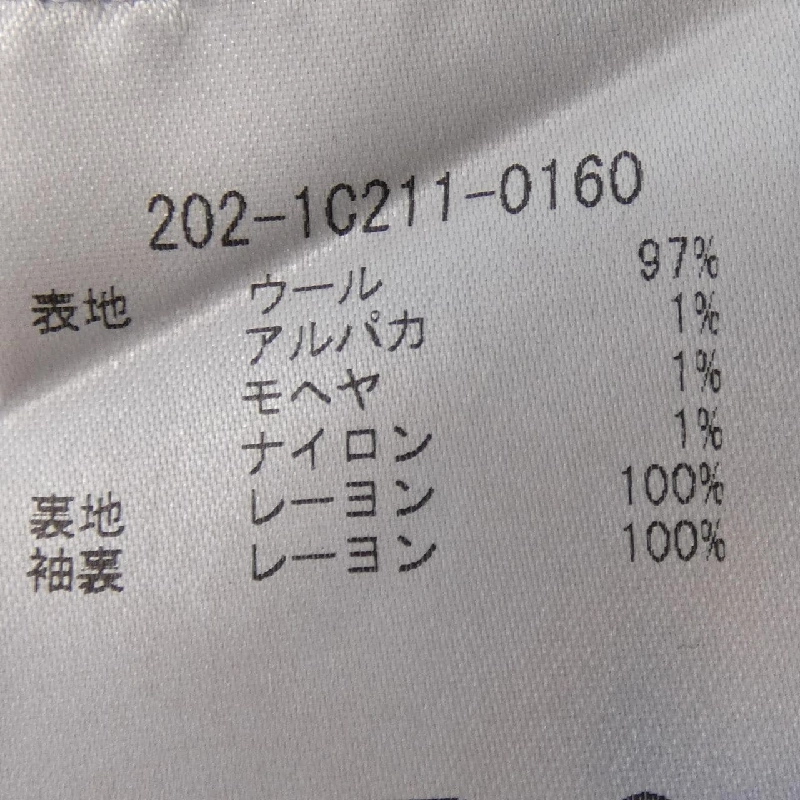 202-1C211-0160
表地 ウール 97%
アルパカ 1%
モヘヤ 1%
ナイロン 1%
裏地 レーヨン 100%
袖裏 レーヨン 100%